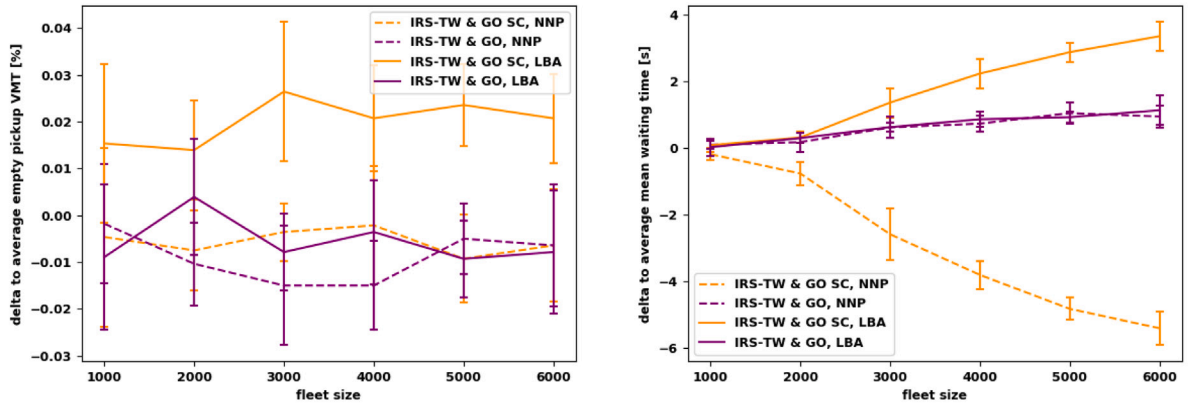 delta to average empty pickup VMT [%]
0.04
0.03
0.02
0.01
0.00
−0.01
−0.02
−0.03
IRS-TW & GO SC, NNP
IRS-TW & GO, NNP
IRS-TW & GO SC, LBA
IRS-TW & GO, LBA
1000 2000 3000 4000 5000 6000
fleet size
delta to average mean waiting time [s]
4
2
0
−2
−4
−6
IRS-TW & GO SC, NNP
IRS-TW & GO, NNP
IRS-TW & GO SC, LBA
IRS-TW & GO, LBA
1000 2000 3000 4000 5000 6000
fleet size